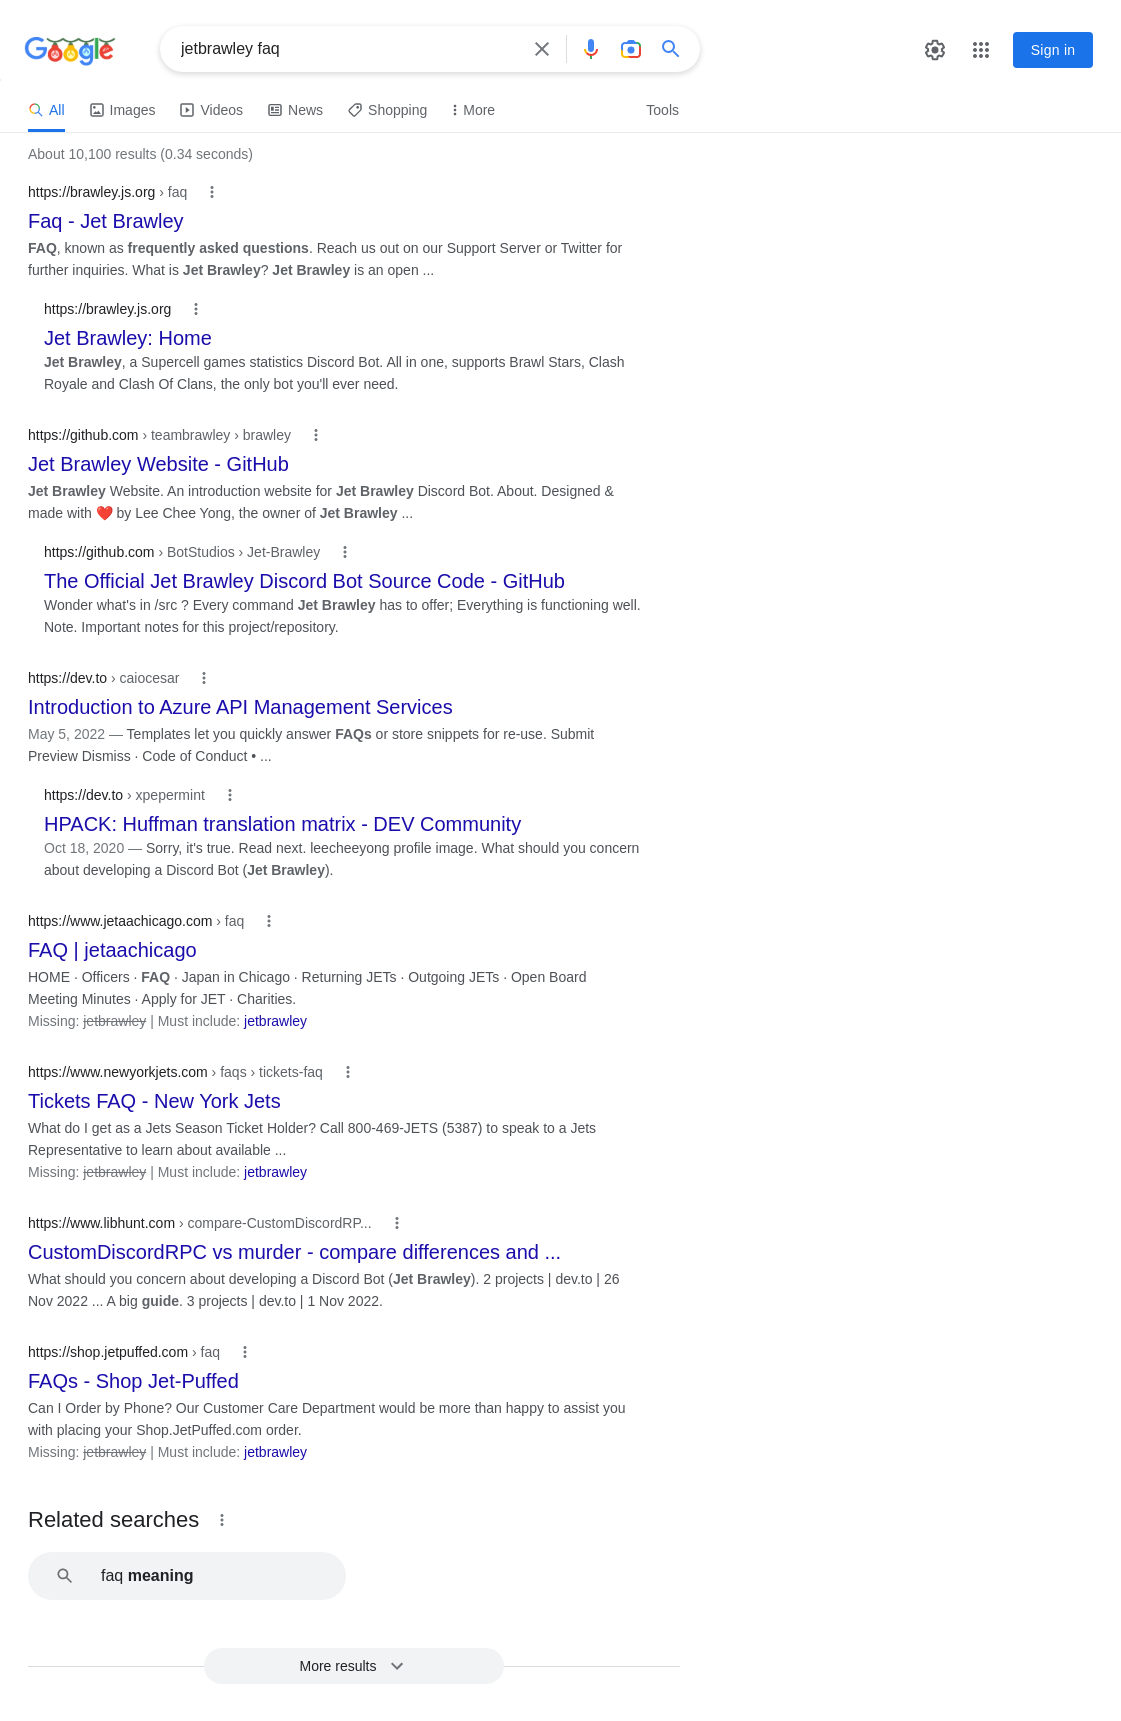 Google
jetbrawley faq
Sign in
All Images Videos News Shopping More Tools
About 10,100 results (0.34 seconds)
https://brawley.js.org › faq
Faq - Jet Brawley
FAQ, known as frequently asked questions. Reach us out on our Support Server or Twitter for
further inquiries. What is Jet Brawley? Jet Brawley is an open ...
https://brawley.js.org
Jet Brawley: Home
Jet Brawley, a Supercell games statistics Discord Bot. All in one, supports Brawl Stars, Clash
Royale and Clash Of Clans, the only bot you'll ever need.
https://github.com › teambrawley › brawley
Jet Brawley Website - GitHub
Jet Brawley Website. An introduction website for Jet Brawley Discord Bot. About. Designed &
made with ❤️ by Lee Chee Yong, the owner of Jet Brawley ...
https://github.com › BotStudios › Jet-Brawley
The Official Jet Brawley Discord Bot Source Code - GitHub
Wonder what's in /src ? Every command Jet Brawley has to offer; Everything is functioning well.
Note. Important notes for this project/repository.
https://dev.to › caiocesar
Introduction to Azure API Management Services
May 5, 2022 — Templates let you quickly answer FAQs or store snippets for re-use. Submit
Preview Dismiss · Code of Conduct • ...
https://dev.to › xpepermint
HPACK: Huffman translation matrix - DEV Community
Oct 18, 2020 — Sorry, it's true. Read next. leecheeyong profile image. What should you concern
about developing a Discord Bot (Jet Brawley).
https://www.jetaachicago.com › faq
FAQ | jetaachicago
HOME · Officers · FAQ · Japan in Chicago · Returning JETs · Outgoing JETs · Open Board
Meeting Minutes · Apply for JET · Charities.
Missing: jetbrawley | Must include: jetbrawley
https://www.newyorkjets.com › faqs › tickets-faq
Tickets FAQ - New York Jets
What do I get as a Jets Season Ticket Holder? Call 800-469-JETS (5387) to speak to a Jets
Representative to learn about available ...
Missing: jetbrawley | Must include: jetbrawley
https://www.libhunt.com › compare-CustomDiscordRP...
CustomDiscordRPC vs murder - compare differences and ...
What should you concern about developing a Discord Bot (Jet Brawley). 2 projects | dev.to | 26
Nov 2022 ... A big guide. 3 projects | dev.to | 1 Nov 2022.
https://shop.jetpuffed.com › faq
FAQs - Shop Jet-Puffed
Can I Order by Phone? Our Customer Care Department would be more than happy to assist you
with placing your Shop.JetPuffed.com order.
Missing: jetbrawley | Must include: jetbrawley
Related searches
faq meaning
More results